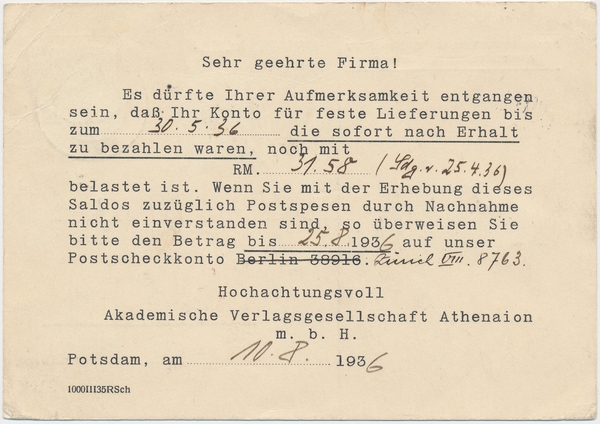 Sehr geehrte Firma!
Es dürfte Ihrer Aufmerksamkeit entgangen
sein, daß Ihr Konto für feste Lieferungen bis
zum 30.5.36 die sofort nach Erhalt
zu bezahlen waren, noch mit
RM. 31.58 (Sdg. v. 25.4.36)
belastet ist. Wenn Sie mit der Erhebung dieses
Saldos zuzüglich Postspesen durch Nachnahme
nicht einverstanden sind, so überweisen Sie
bitte den Betrag bis 25.8.1936 auf unser
Postscheckkonto Berlin 38916. Zürich VIII. 8763.
Hochachtungsvoll
Akademische Verlagsgesellschaft Athenaion
m. b. H.
Potsdam, am 10.8. 1936
1000III35RSch